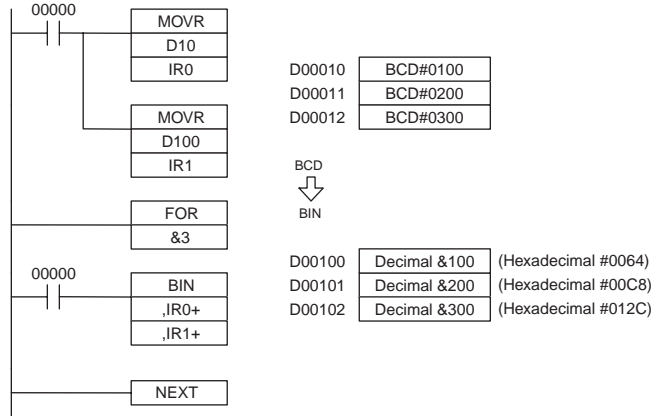 00000
MOVR
D10
IR0
MOVR
D100
IR1
FOR
&3
00000
BIN
,IR0+
,IR1+
NEXT
D00010 BCD#0100
D00011 BCD#0200
D00012 BCD#0300
BCD
BIN
D00100 Decimal &100 (Hexadecimal #0064)
D00101 Decimal &200 (Hexadecimal #00C8)
D00102 Decimal &300 (Hexadecimal #012C)